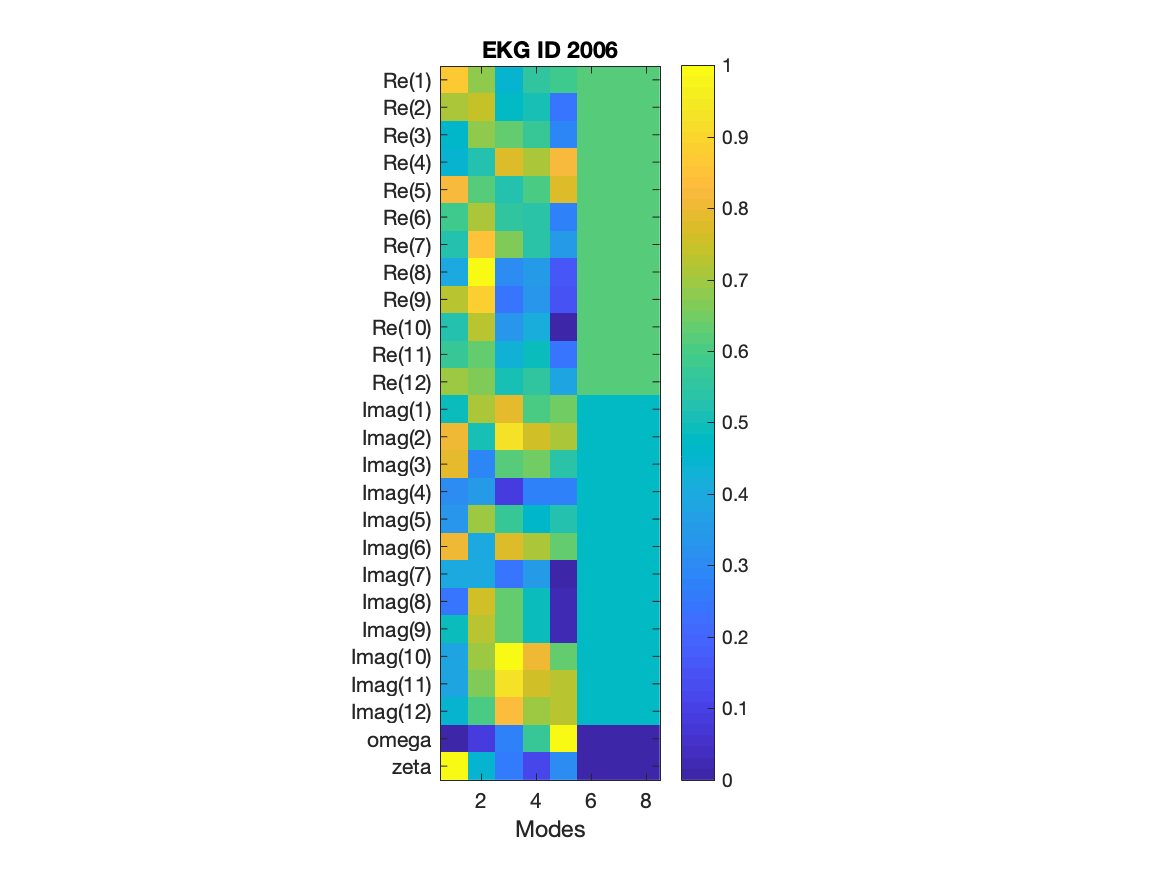 EKG ID 2006
Re(1)
Re(2)
Re(3)
Re(4)
Re(5)
Re(6)
Re(7)
Re(8)
Re(9)
Re(10)
Re(11)
Re(12)
Imag(1)
Imag(2)
Imag(3)
Imag(4)
Imag(5)
Imag(6)
Imag(7)
Imag(8)
Imag(9)
Imag(10)
Imag(11)
Imag(12)
omega
zeta
2 4 6 8
Modes
1
0.9
0.8
0.7
0.6
0.5
0.4
0.3
0.2
0.1
0